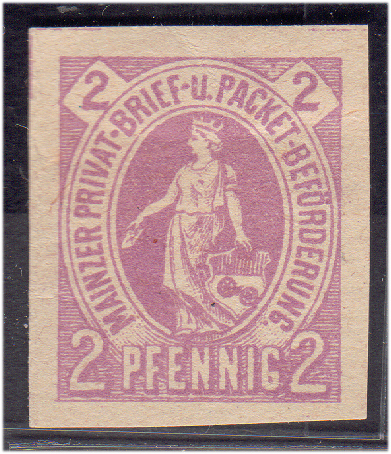 2 2
MAINZER PRIVAT-BRIEF-U. PACKET-BEFÖRDERUNG.
2 PFENNIG 2